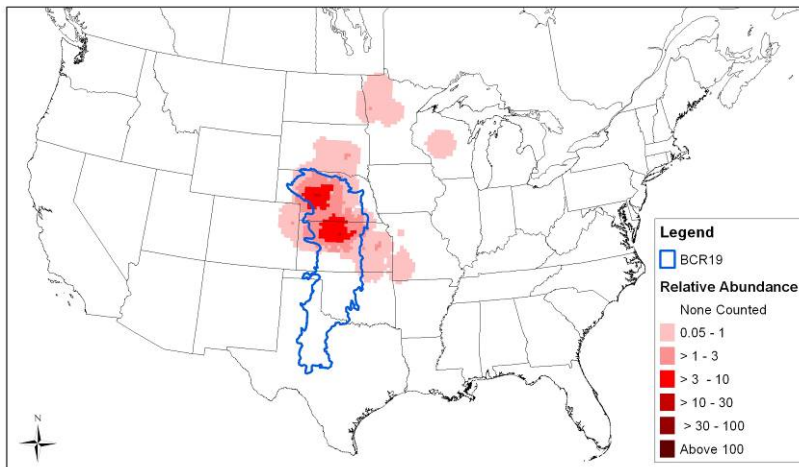 Legend
BCR19
Relative Abundance
None Counted
0.05 - 1
> 1 - 3
> 3 - 10
> 10 - 30
> 30 - 100
Above 100
N